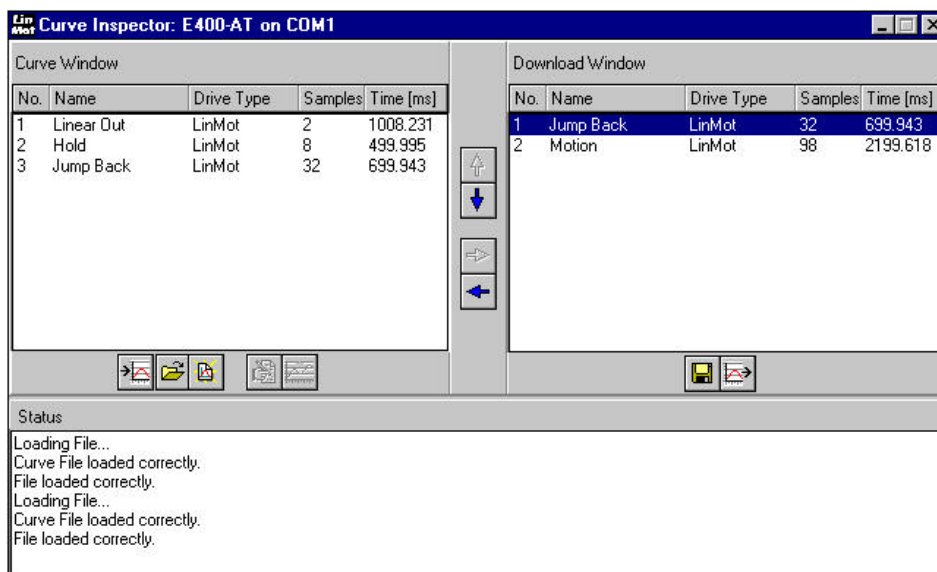 Lin Mot Curve Inspector: E400-AT on COM1
Curve Window
No. Name Drive Type Samples Time [ms]
1 Linear Out LinMot 2 1008.231
2 Hold LinMot 8 499.995
3 Jump Back LinMot 32 699.943
Download Window
No. Name Drive Type Samples Time [ms]
1 Jump Back LinMot 32 699.943
2 Motion LinMot 98 2199.618
Status
Loading File...
Curve File loaded correctly.
File loaded correctly.
Loading File...
Curve File loaded correctly.
File loaded correctly.